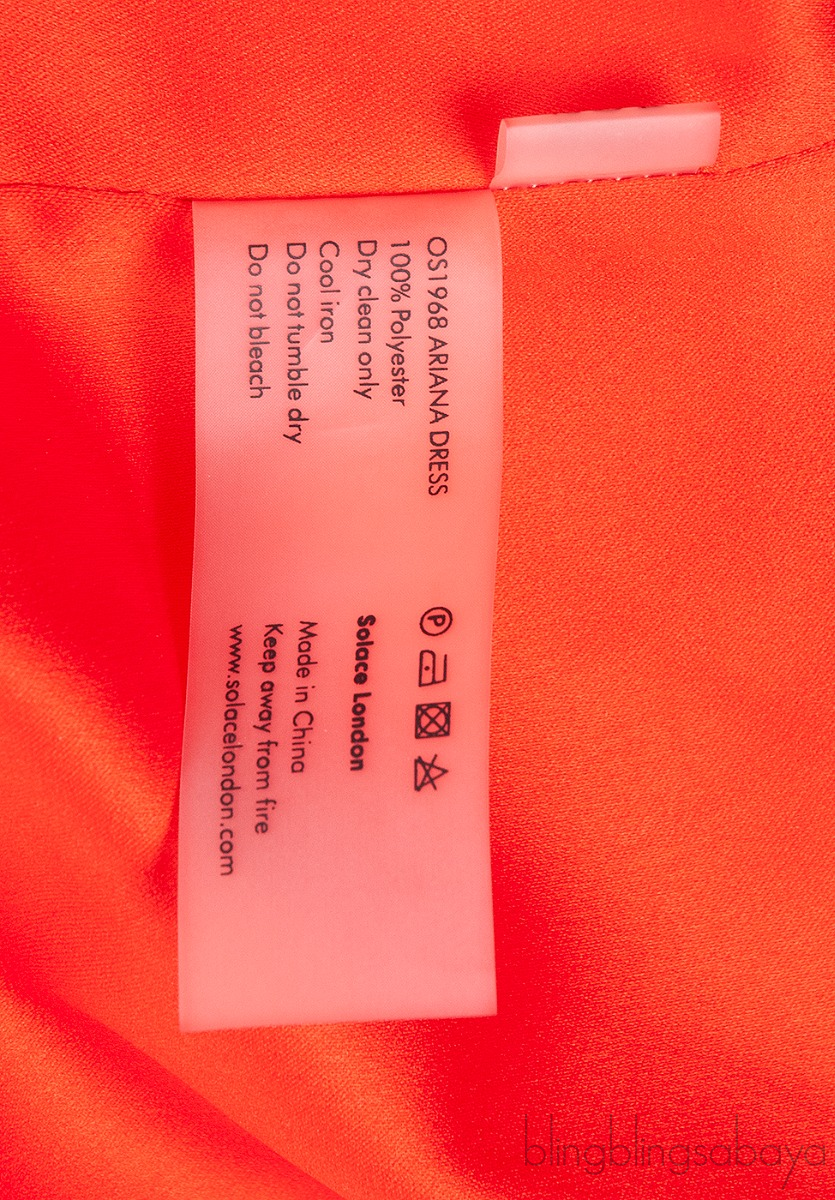 OS1968 ARIANA DRESS
100% Polyester
Dry clean only
Cool iron
Do not tumble dry
Do not bleach
P
Solace London
Made in China
Keep away from fire
www.solacelondon.com
blingblingsabaya